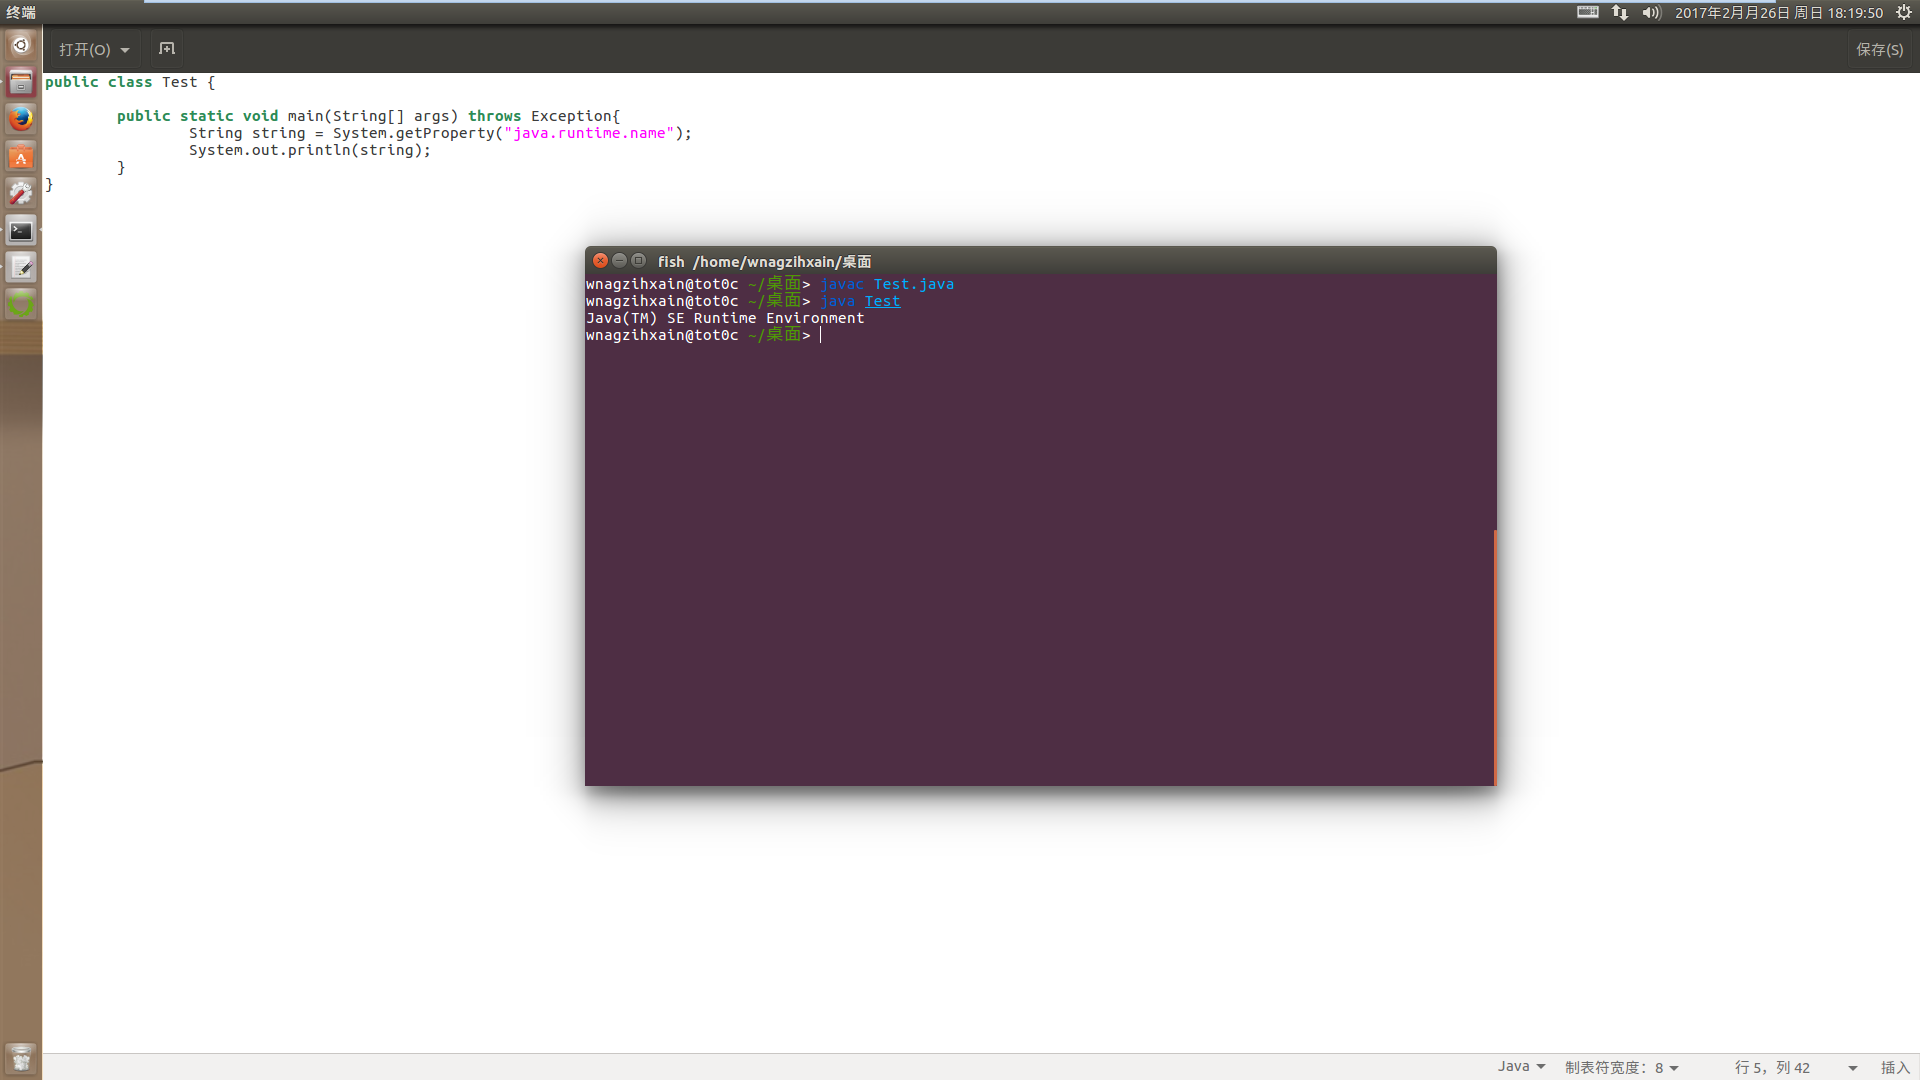 终端
2017年2月月26日 周日 18:19:50
打开(O)
保存(S)
public class Test {
public static void main(String[] args) throws Exception{
String string = System.getProperty("java.runtime.name");
System.out.println(string);
}
}
fish /home/wnagzihxain/桌面
wnagzihxain@tot0c ~/桌面> javac Test.java
wnagzihxain@tot0c ~/桌面> java Test
Java(TM) SE Runtime Environment
wnagzihxain@tot0c ~/桌面>
Java 制表符宽度: 8 行 5, 列 42 插入